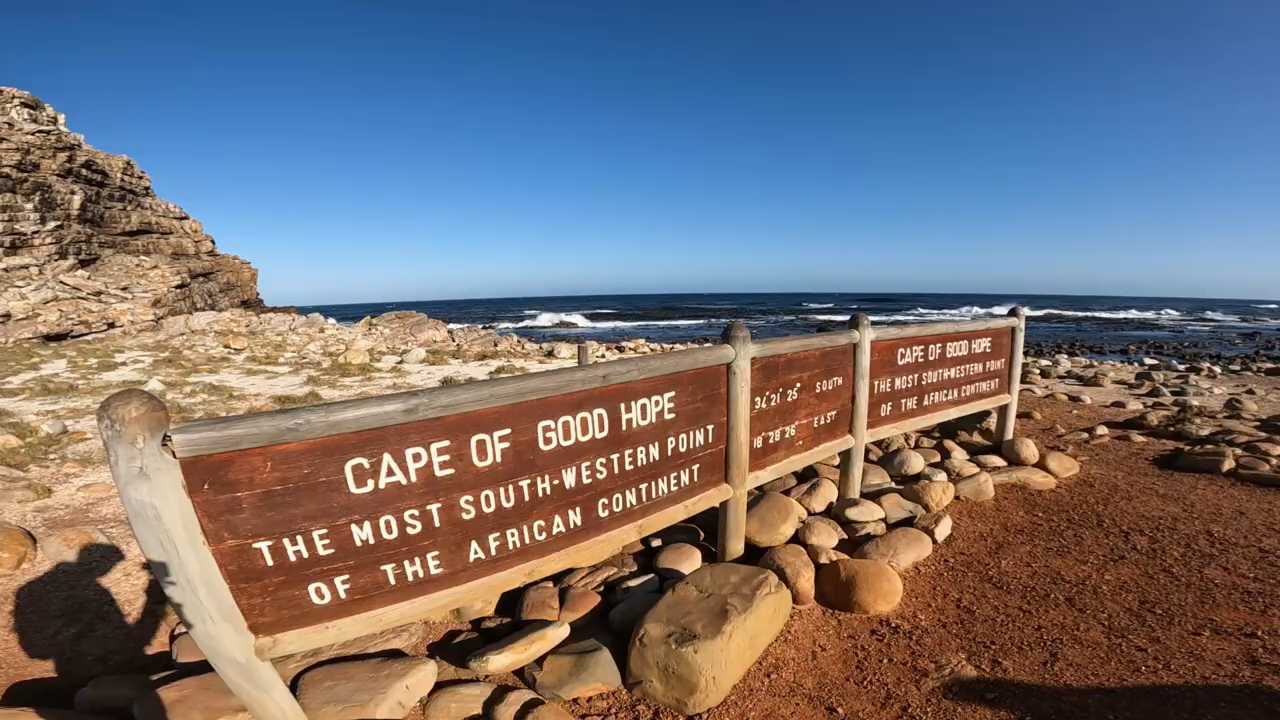 CAPE OF GOOD HOPE
THE MOST SOUTH-WESTERN POINT
OF THE AFRICAN CONTINENT
34° 21' 25" SOUTH
18° 28' 26" EAST
CAPE OF GOOD HOPE
THE MOST SOUTH-WESTERN POINT
OF THE AFRICAN CONTINENT